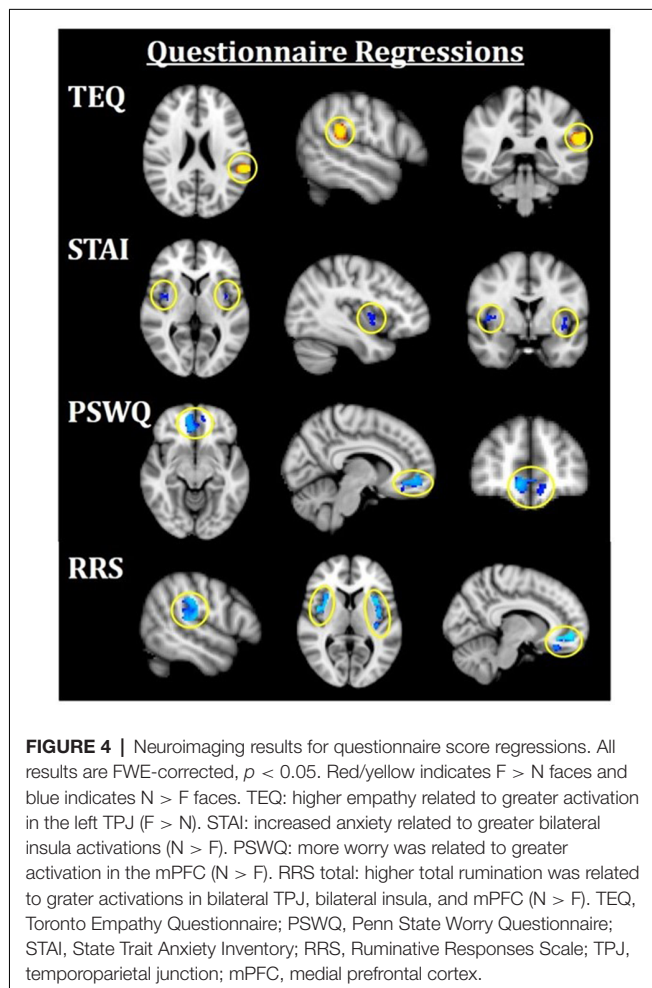 Questionnaire Regressions
TEQ
STAI
PSWQ
RRS
FIGURE 4 | Neuroimaging results for questionnaire score regressions. All
results are FWE-corrected, p < 0.05. Red/yellow indicates F > N faces and
blue indicates N > F faces. TEQ: higher empathy related to greater activation
in the left TPJ (F > N). STAI: increased anxiety related to greater bilateral
insula activations (N > F). PSWQ: more worry was related to greater
activation in the mPFC (N > F). RRS total: higher total rumination was related
to grater activations in bilateral TPJ, bilateral insula, and mPFC (N > F). TEQ,
Toronto Empathy Questionnaire; PSWQ, Penn State Worry Questionnaire;
STAI, State Trait Anxiety Inventory; RRS, Ruminative Responses Scale; TPJ,
temporoparietal junction; mPFC, medial prefrontal cortex.